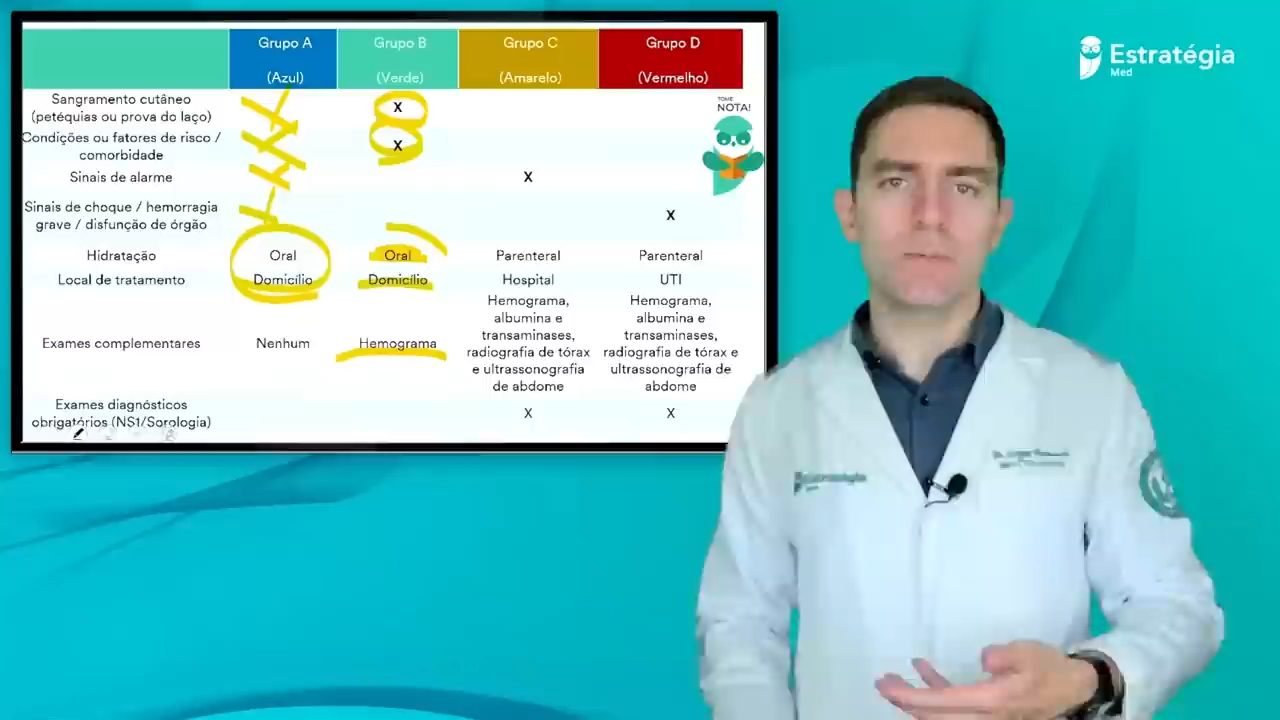 Grupo A
(Azul)
Grupo B
(Verde)
Grupo C
(Amarelo)
Grupo D
(Vermelho)
Sangramento cutâneo
(petéquias ou prova do laço)
X
Condições ou fatores de risco /
comorbidade
X
Sinais de alarme
X
Sinais de choque / hemorragia
grave / disfunção de órgão
X
Hidratação
Oral
Oral
Parenteral
Parenteral
Local de tratamento
Domicílio
Domicílio
Hospital
UTI
Exames complementares
Nenhum
Hemograma
Hemograma,
albumina e
transaminases,
radiografia de tórax
e ultrassonografia
de abdome
Hemograma,
albumina e
transaminases,
radiografia de tórax e
ultrassonografia de
abdome
Exames diagnósticos
obrigatórios (NS1/Sorologia)
X
X
TOME
NOTA!
Estratégia
Med